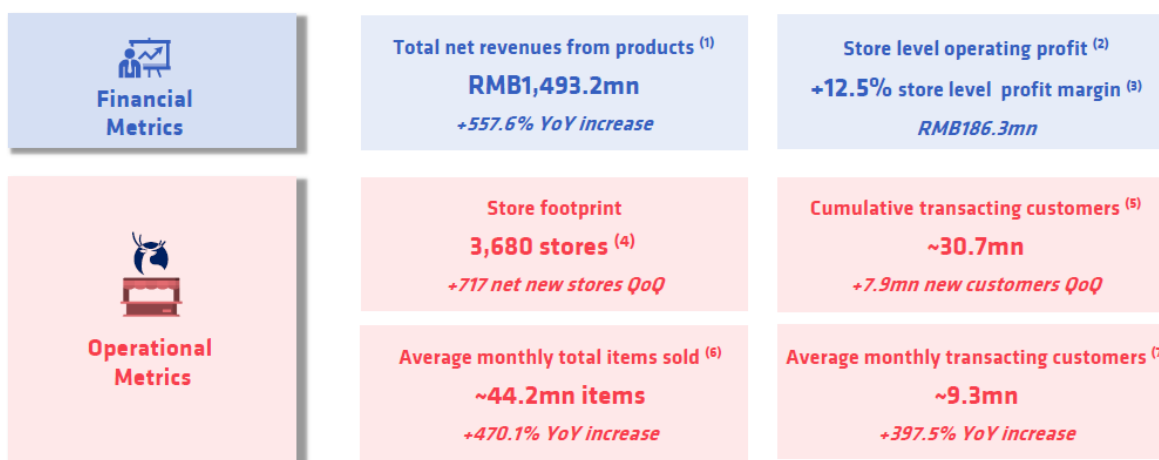 Financial
Metrics
Total net revenues from products (1)
RMB1,493.2mn
+557.6% YoY increase
Store level operating profit (2)
+12.5% store level profit margin (3)
RMB186.3mn
Operational
Metrics
Store footprint
3,680 stores (4)
+717 net new stores QoQ
Cumulative transacting customers (5)
~30.7mn
+7.9mn new customers QoQ
Average monthly total items sold (6)
~44.2mn items
+470.1% YoY increase
Average monthly transacting customers (7
~9.3mn
+397.5% YoY increase